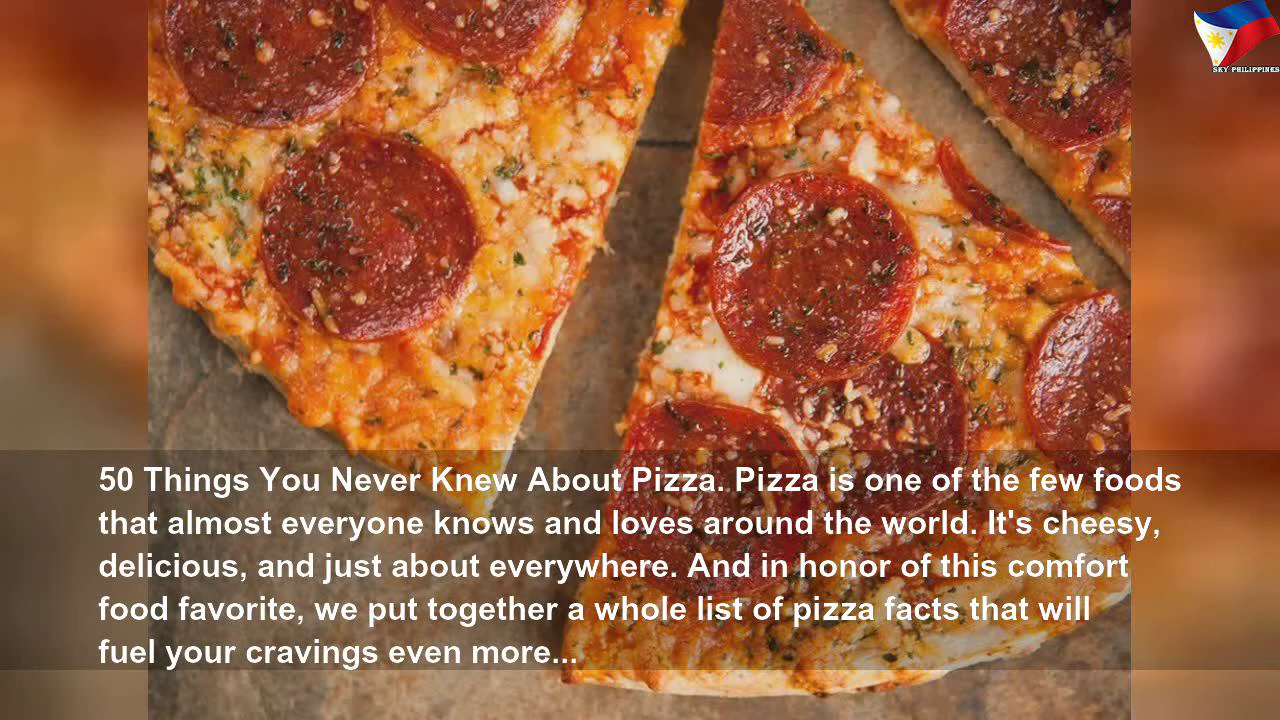 SKY PHILIPPINES
50 Things You Never Knew About Pizza. Pizza is one of the few foods
that almost everyone knows and loves around the world. It's cheesy,
delicious, and just about everywhere. And in honor of this comfort
food favorite, we put together a whole list of pizza facts that will
fuel your cravings even more...